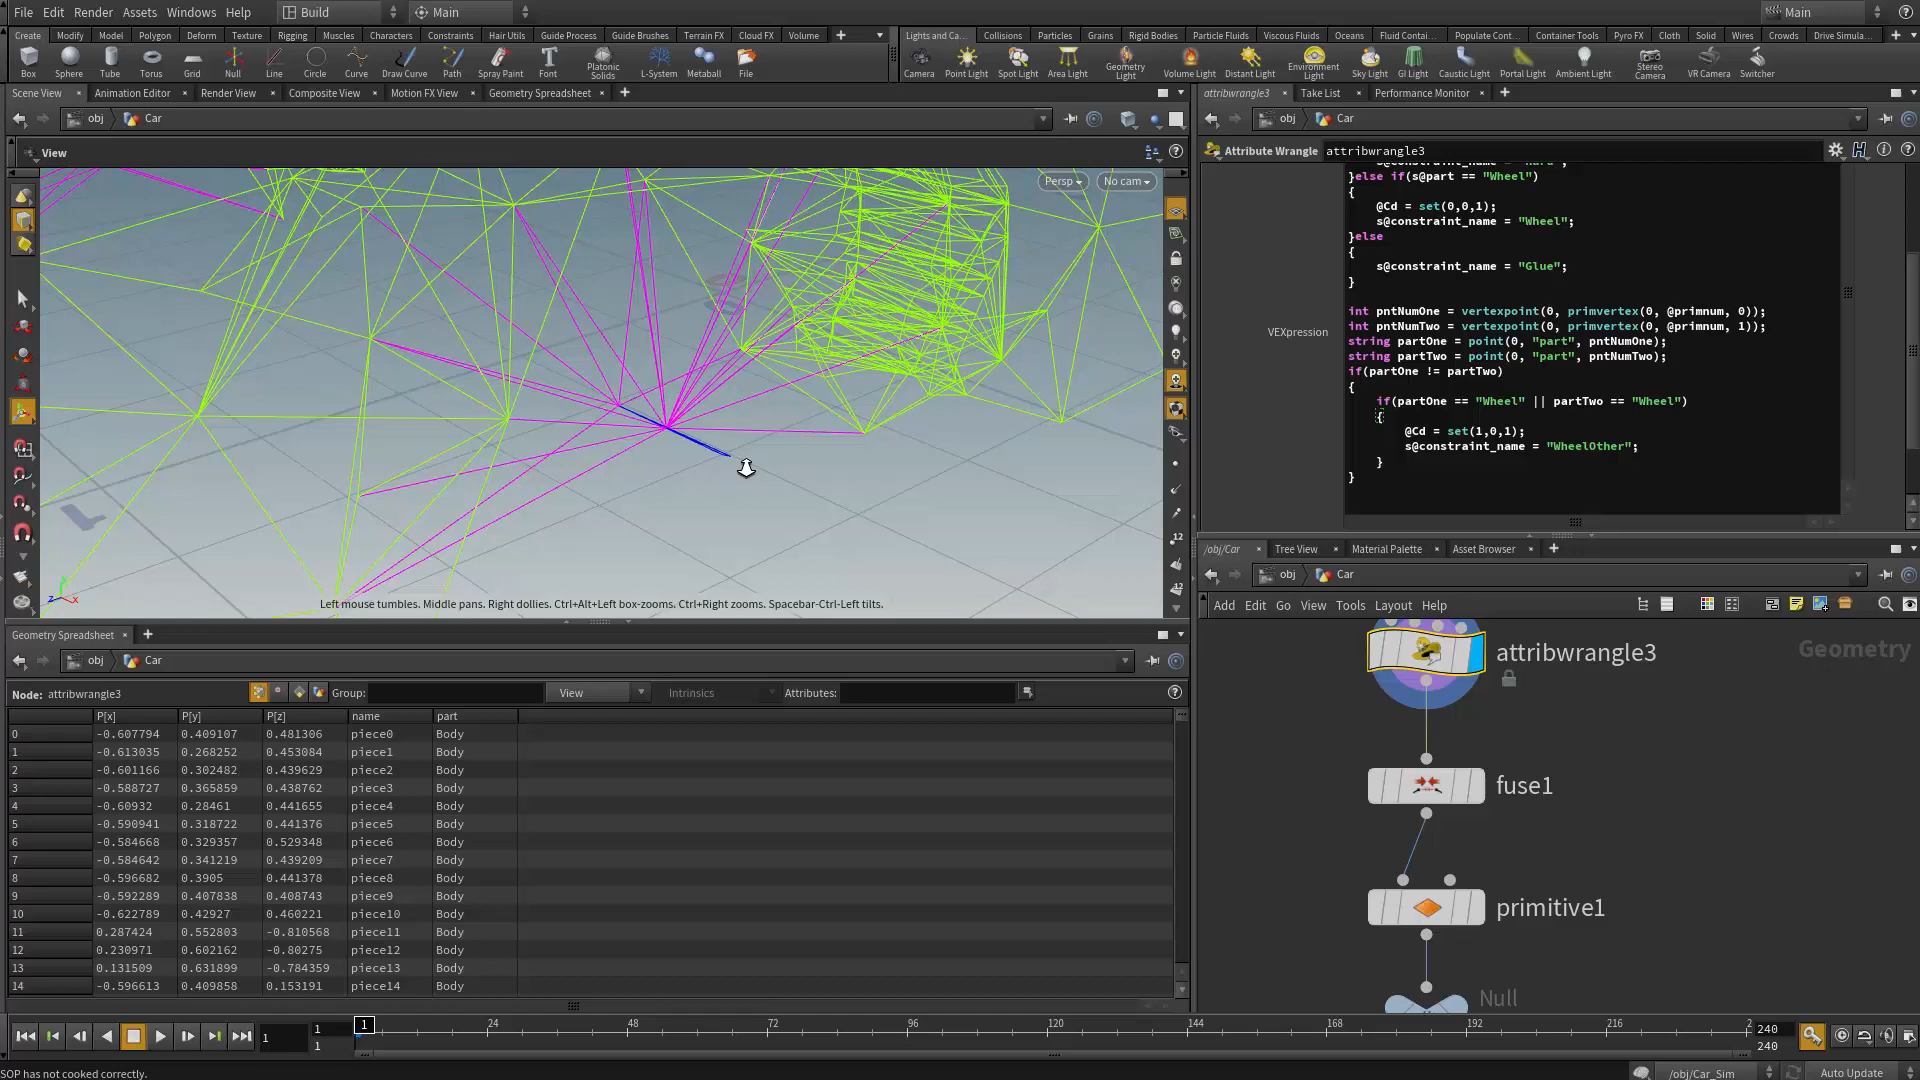 File Edit Render Assets Windows Help Build Main Main
Create Modify Model Polygon Deform Texture Rigging Muscles Characters Constraints Hair Utils Guide Process Guide Brushes Terrain FX Cloud FX Volume
Lights and Ca... Collisions Particles Grains Rigid Bodies Particle Fluids Viscous Fluids Oceans Fluid Contai... Populate Cont... Container Tools Pyro FX Cloth Solid Wires Crowds Drive Simula...
Box Sphere Tube Torus Grid Null Line Circle Curve Draw Curve Path Spray Paint Font Platonic Solids L-System Metaball File
Camera Point Light Spot Light Area Light Geometry Light Volume Light Distant Light Environment Light Sky Light GI Light Caustic Light Portal Light Ambient Light Stereo Camera VR Camera Switcher
Scene View Animation Editor Render View Composite View Motion FX View Geometry Spreadsheet
obj Car
View
Persp No cam
Left mouse tumbles. Middle pans. Right dollies. Ctrl+Alt+Left box-zooms. Ctrl+Right zooms. Spacebar-Ctrl-Left tilts.
z x
attribwrangle3 Take List Performance Monitor
obj Car
Attribute Wrangle attribwrangle3
VEXpression
}else if(s@part == "Wheel")
{
@Cd = set(0,0,1);
s@constraint_name = "Wheel";
}else
{
s@constraint_name = "Glue";
}
int pntNumOne = vertexpoint(0, primvertex(0, @primnum, 0));
int pntNumTwo = vertexpoint(0, primvertex(0, @primnum, 1));
string partOne = point(0, "part", pntNumOne);
string partTwo = point(0, "part", pntNumTwo);
if(partOne != partTwo)
{
if(partOne == "Wheel" || partTwo == "Wheel")
{
@Cd = set(1,0,1);
s@constraint_name = "WheelOther";
}
}
/obj/Car Tree View Material Palette Asset Browser
obj Car
Add Edit Go View Tools Layout Help
Geometry
attribwrangle3
fuse1
primitive1
Null
Geometry Spreadsheet
obj Car
Node: attribwrangle3 Group: View Intrinsics Attributes:
P[x] P[y] P[z] name part
0 -0.607794 0.409107 0.481306 piece0 Body
1 -0.613035 0.268252 0.453084 piece1 Body
2 -0.601166 0.302482 0.439629 piece2 Body
3 -0.588727 0.365859 0.438762 piece3 Body
4 -0.60932 0.28461 0.441655 piece4 Body
5 -0.590941 0.318722 0.441376 piece5 Body
6 -0.584668 0.329357 0.529348 piece6 Body
7 -0.584642 0.341219 0.439209 piece7 Body
8 -0.596682 0.3905 0.441378 piece8 Body
9 -0.592289 0.407838 0.408743 piece9 Body
10 -0.622789 0.42927 0.460221 piece10 Body
11 0.287424 0.552803 -0.810568 piece11 Body
12 0.230971 0.602162 -0.80275 piece12 Body
13 0.131509 0.631899 -0.784359 piece13 Body
14 -0.596613 0.409858 0.153191 piece14 Body
1 1 1 1 24 48 72 96 120 144 168 192 216 2 240 240
SOP has not cooked correctly. /obj/Car_Sim Auto Update